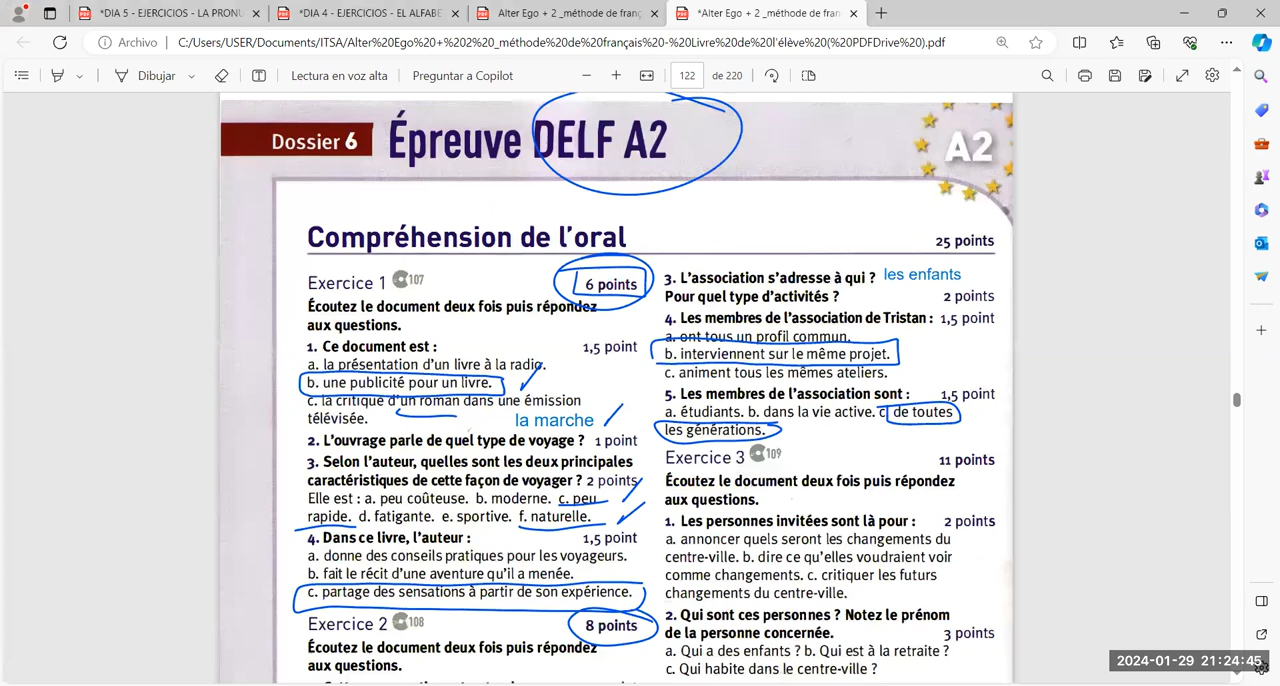 *DIA 5 - EJERCICIOS - LA PRONU
*DIA 4 - EJERCICIOS - EL ALFABE
Alter Ego + 2 _méthode de franç
*Alter Ego + 2 _méthode de fran
Archivo
C:/Users/USER/Documents/ITSA/Alter%20Ego%20+%202%20_méthode%20de%20français%20-%20Livre%20de%20l'élève%20(%20PDFDrive%20).pdf
Dibujar
Lectura en voz alta
Preguntar a Copilot
122
de 220
Dossier 6
Épreuve DELF A2
A2
Compréhension de l'oral
25 points
Exercice 1
107
6 points
Écoutez le document deux fois puis répondez
aux questions.
1. Ce document est :
1,5 point
a. la présentation d'un livre à la radio.
b. une publicité pour un livre.
c. la critique d'un roman dans une émission
télévisée.
la marche
2. L'ouvrage parle de quel type de voyage ?
1 point
3. Selon l'auteur, quelles sont les deux principales
caractéristiques de cette façon de voyager ?
2 points
Elle est : a. peu coûteuse. b. moderne. c. peu
rapide. d. fatigante. e. sportive. f. naturelle.
4. Dans ce livre, l'auteur :
1,5 point
a. donne des conseils pratiques pour les voyageurs.
b. fait le récit d'une aventure qu'il a menée.
c. partage des sensations à partir de son expérience.
Exercice 2
108
8 points
Écoutez le document deux fois puis répondez
aux questions.
3. L'association s'adresse à qui ?
les enfants
Pour quel type d'activités ?
2 points
4. Les membres de l'association de Tristan :
1,5 point
a. ont tous un profil commun.
b. interviennent sur le même projet.
c. animent tous les mêmes ateliers.
5. Les membres de l'association sont :
1,5 point
a. étudiants. b. dans la vie active. c. de toutes
les générations.
Exercice 3
109
11 points
Écoutez le document deux fois puis répondez
aux questions.
1. Les personnes invitées sont là pour :
2 points
a. annoncer quels seront les changements du
centre-ville. b. dire ce qu'elles voudraient voir
comme changements. c. critiquer les futurs
changements du centre-ville.
2. Qui sont ces personnes ? Notez le prénom
de la personne concernée.
3 points
a. Qui a des enfants ? b. Qui est à la retraite ?
c. Qui habite dans le centre-ville ?
2024-01-29 21:24:45